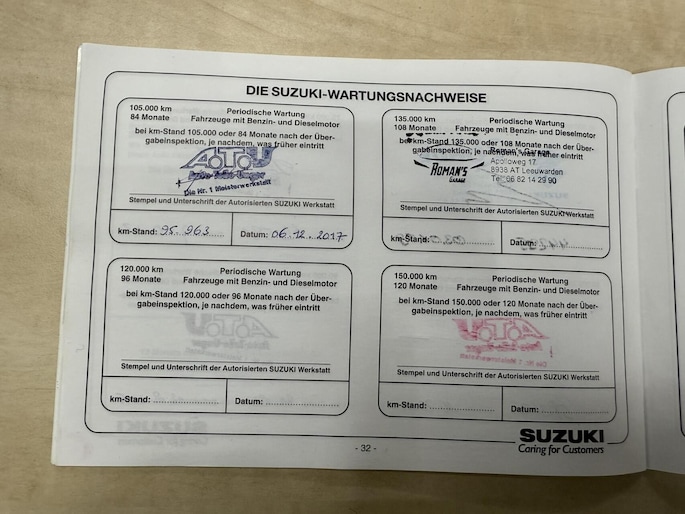 DIE SUZUKI-WARTUNGSNACHWEISE
105.000 km
84 Monate
Periodische Wartung
Fahrzeuge mit Benzin- und Dieselmotor
bei km-Stand 105.000 oder 84 Monate nach der Über-
gabeinspektion, je nachdem, was früher eintritt
AUTO
Die Nr. 1 Meisterwerkstatt
Stempel und Unterschrift der Autorisierten SUZUKI Werkstatt
km-Stand: 95.963 Datum: 06.12.2017
135.000 km
108 Monate
Periodische Wartung
Fahrzeuge mit Benzin- und Dieselmotor
bei km-Stand 135.000 oder 108 Monate nach der Über-
gabeinspektion, je nachdem, was früher eintritt
ROMAN'S
GARAGE
Roman's Garage
Apolloweg 17
8938 AT Leeuwarden
Tel: 06 82 14 29 90
Stempel und Unterschrift der Autorisierten SUZUKI Werkstatt
km-Stand: Datum:
120.000 km
96 Monate
Periodische Wartung
Fahrzeuge mit Benzin- und Dieselmotor
bei km-Stand 120.000 oder 96 Monate nach der Über-
gabeinspektion, je nachdem, was früher eintritt
Stempel und Unterschrift der Autorisierten SUZUKI Werkstatt
km-Stand: Datum:
150.000 km
120 Monate
Periodische Wartung
Fahrzeuge mit Benzin- und Dieselmotor
bei km-Stand 150.000 oder 120 Monate nach der Über-
gabeinspektion, je nachdem, was früher eintritt
Stempel und Unterschrift der Autorisierten SUZUKI Werkstatt
km-Stand: Datum:
- 32 -
SUZUKI
Caring for Customers